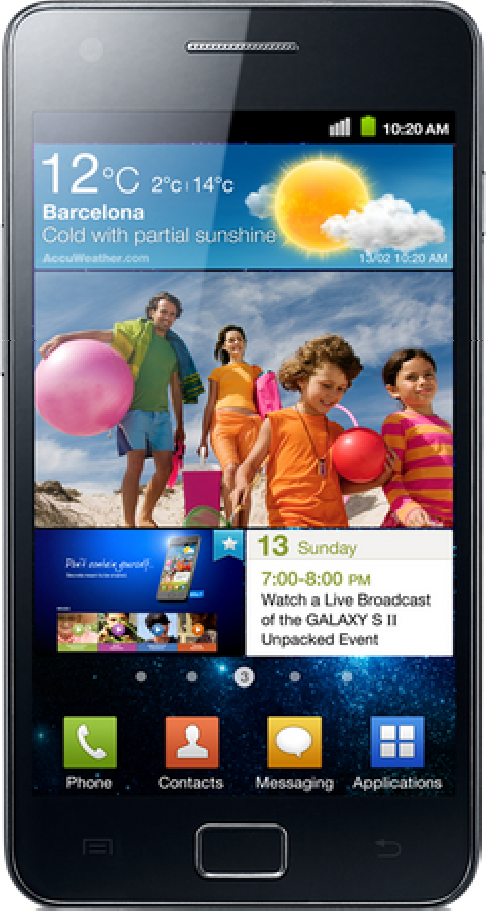 10:20 AM
12°C 2°C | 14°C
Barcelona
Cold with partial sunshine
AccuWeather.com 13/02 10:20 AM
Don't contain yourself...
13 Sunday
7:00-8:00 PM
Watch a Live Broadcast
of the GALAXY S II
Unpacked Event
3
Phone Contacts Messaging Applications